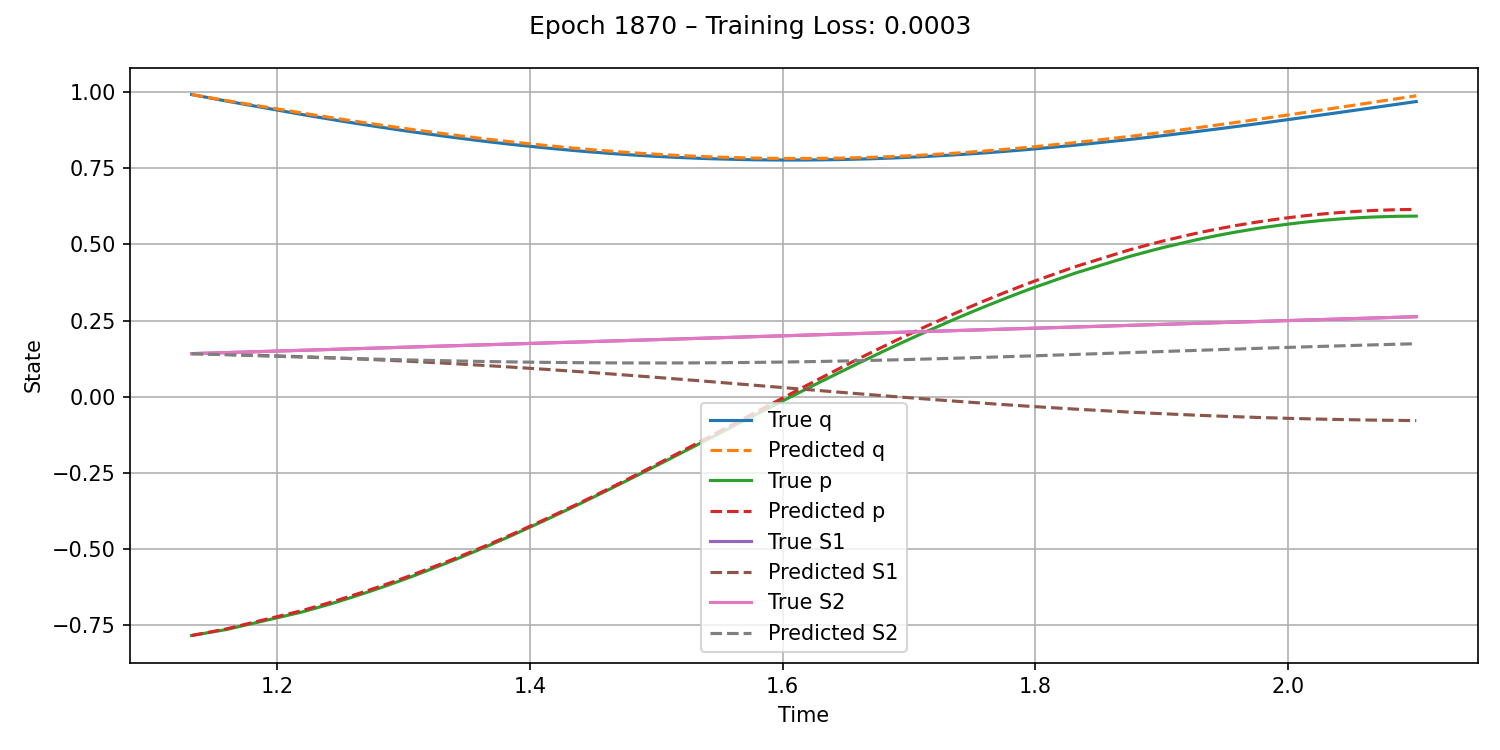 Epoch 1870 – Training Loss: 0.0003
1.00
0.75
0.50
0.25
0.00
−0.25
−0.50
−0.75
State
True q
Predicted q
True p
Predicted p
True S1
Predicted S1
True S2
Predicted S2
1.2 1.4 1.6 1.8 2.0
Time